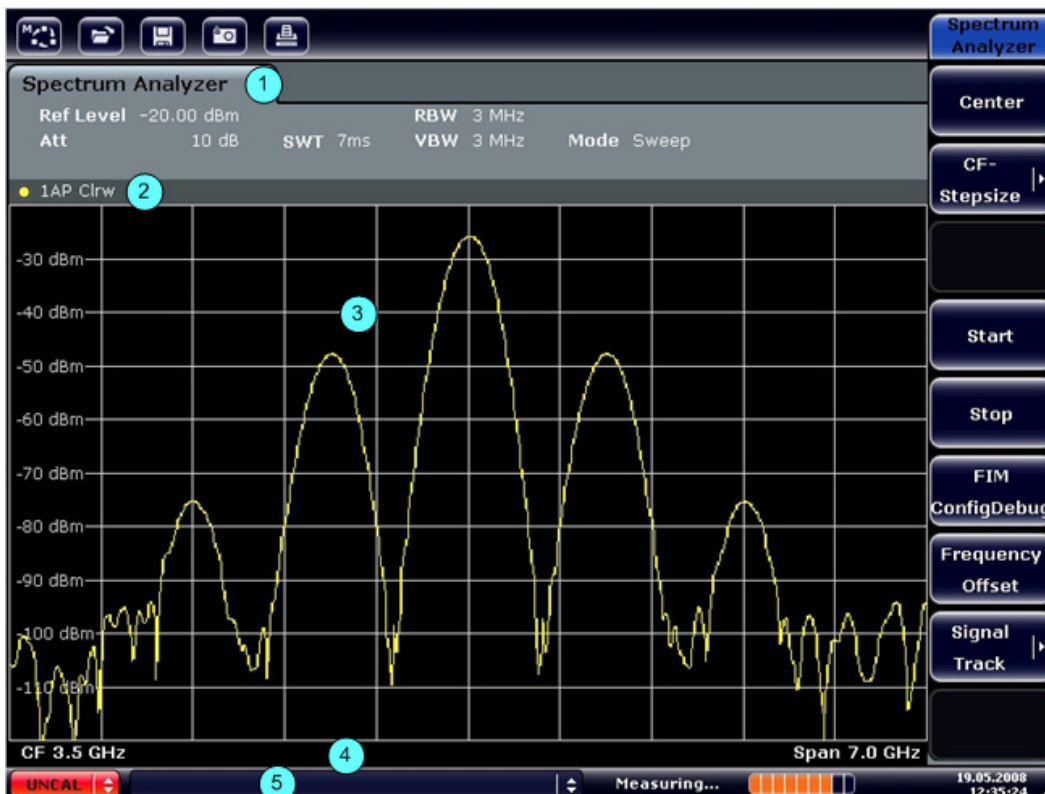 M
Spectrum Analyzer 1
Ref Level -20.00 dBm RBW 3 MHz
Att 10 dB SWT 7ms VBW 3 MHz Mode Sweep
1AP Clrw 2
-30 dBm
-40 dBm
3
-50 dBm
-60 dBm
-70 dBm
-80 dBm
-90 dBm
-100 dBm
-110 dBm
CF 3.5 GHz
4
Span 7.0 GHz
UNCAL
5
Measuring...
19.05.2008
12:35:24
Spectrum
Analyzer
Center
CF-
Stepsize
Start
Stop
FIM
ConfigDebug
Frequency
Offset
Signal
Track